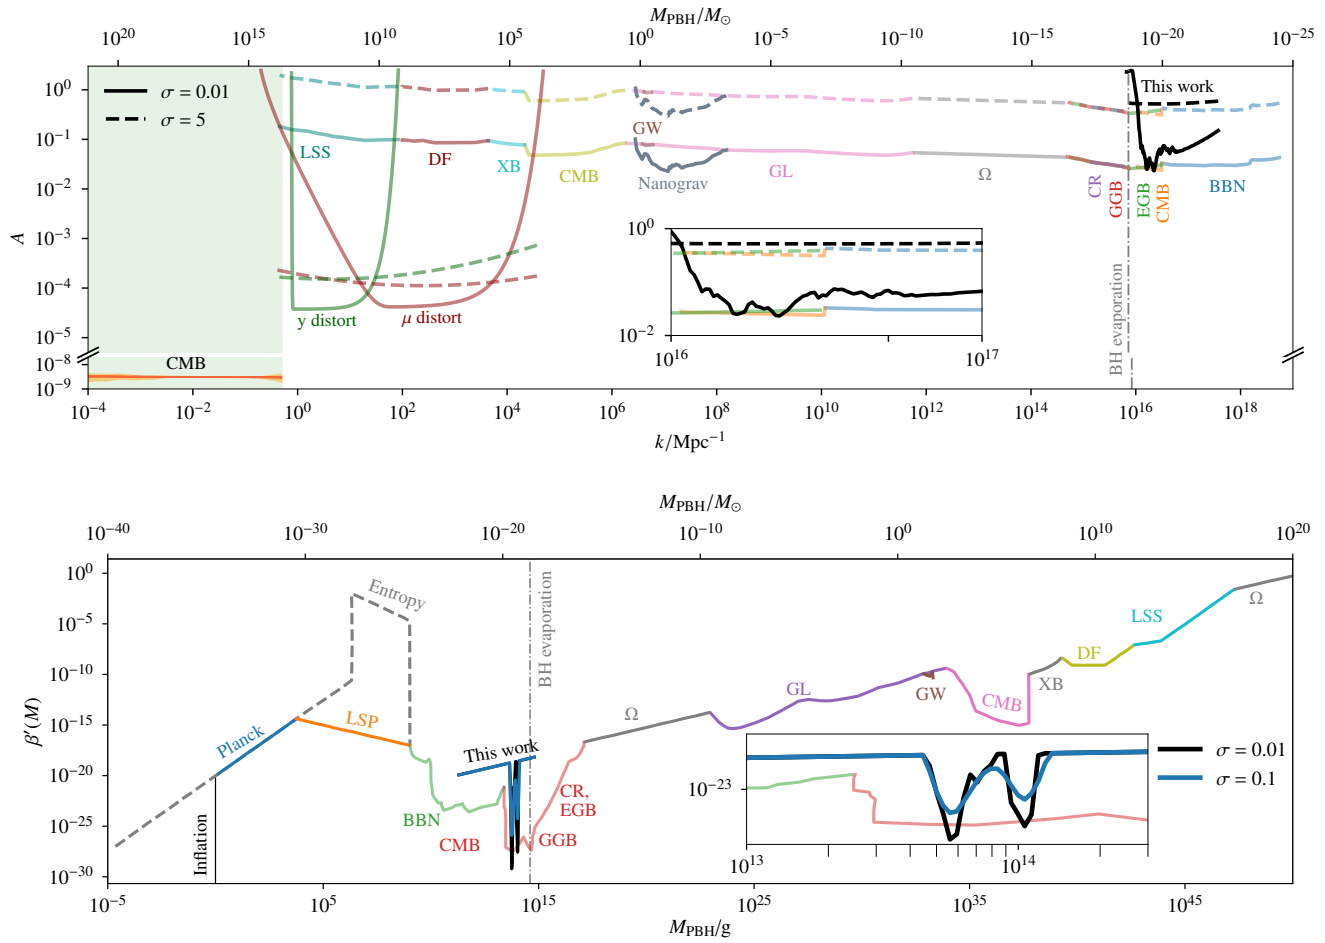 M_PBH/M_⊙
10^20 10^15 10^10 10^5 10^0 10^−5 10^−10 10^−15 10^−20 10^−25
A
10^0
10^−1
10^−2
10^−3
10^−4
10^−5
10^−8
10^−9
σ = 0.01
σ = 5
LSS
DF
XB
CMB
GW
Nanograv
GL
Ω
CR
GGB
EGB
CMB
BBN
This work
y distort
μ distort
CMB
BH evaporation
10^0
10^−2
10^16 10^17
10^−4 10^−2 10^0 10^2 10^4 10^6 10^8 10^10 10^12 10^14 10^16 10^18
k/Mpc^−1
M_PBH/M_⊙
10^−40 10^−30 10^−20 10^−10 10^0 10^10 10^20
β′(M)
10^0
10^−5
10^−10
10^−15
10^−20
10^−25
10^−30
Entropy
Planck
LSP
Inflation
BBN
CMB
This work
BH evaporation
CR,
EGB
GGB
Ω
GL
GW
CMB
XB
DF
LSS
Ω
10^−23
10^13 10^14
σ = 0.01
σ = 0.1
10^−5 10^5 10^15 10^25 10^35 10^45
M_PBH/g